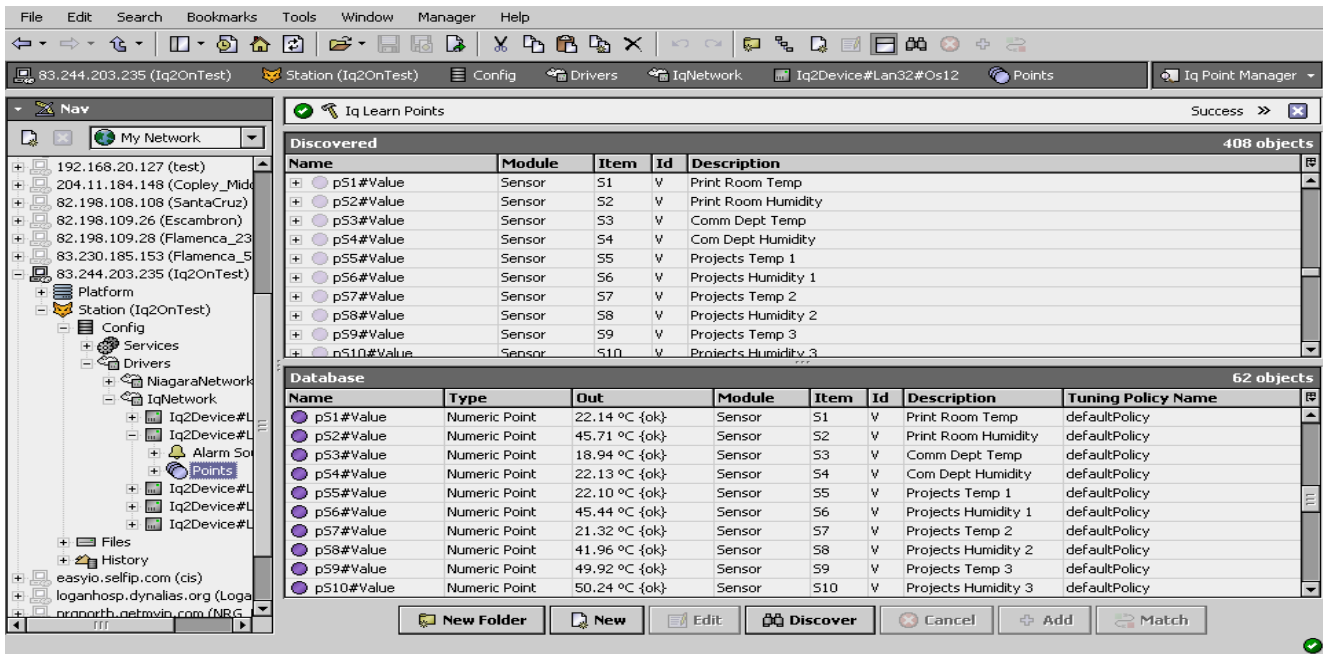 File Edit Search Bookmarks Tools Window Manager Help
83.244.203.235 (Iq2OnTest) Station (Iq2OnTest) Config Drivers IqNetwork Iq2Device#Lan32#Os12 Points Iq Point Manager
Nav
My Network
192.168.20.127 (test)
204.11.184.148 (Copley_Midd
82.198.108.108 (SantaCruz)
82.198.109.26 (Escambron)
82.198.109.28 (Flamenca_23
83.230.185.153 (Flamenca_5
83.244.203.235 (Iq2OnTest)
Platform
Station (Iq2OnTest)
Config
Services
Drivers
NiagaraNetwork
IqNetwork
Iq2Device#L
Iq2Device#L
Alarm Sou
Points
Iq2Device#L
Iq2Device#L
Iq2Device#L
Files
History
easyio.selfip.com (cis)
loganhosp.dynalias.org (Loga
nrgnorth.getmyip.com (NRG_
Iq Learn Points Success »
Discovered 408 objects
Name Module Item Id Description
pS1#Value Sensor S1 V Print Room Temp
pS2#Value Sensor S2 V Print Room Humidity
pS3#Value Sensor S3 V Comm Dept Temp
pS4#Value Sensor S4 V Com Dept Humidity
pS5#Value Sensor S5 V Projects Temp 1
pS6#Value Sensor S6 V Projects Humidity 1
pS7#Value Sensor S7 V Projects Temp 2
pS8#Value Sensor S8 V Projects Humidity 2
pS9#Value Sensor S9 V Projects Temp 3
pS10#Value Sensor S10 V Projects Humidity 3
Database 62 objects
Name Type Out Module Item Id Description Tuning Policy Name
pS1#Value Numeric Point 22.14 ºC {ok} Sensor S1 V Print Room Temp defaultPolicy
pS2#Value Numeric Point 45.71 ºC {ok} Sensor S2 V Print Room Humidity defaultPolicy
pS3#Value Numeric Point 18.94 ºC {ok} Sensor S3 V Comm Dept Temp defaultPolicy
pS4#Value Numeric Point 22.13 ºC {ok} Sensor S4 V Com Dept Humidity defaultPolicy
pS5#Value Numeric Point 22.10 ºC {ok} Sensor S5 V Projects Temp 1 defaultPolicy
pS6#Value Numeric Point 45.44 ºC {ok} Sensor S6 V Projects Humidity 1 defaultPolicy
pS7#Value Numeric Point 21.32 ºC {ok} Sensor S7 V Projects Temp 2 defaultPolicy
pS8#Value Numeric Point 41.96 ºC {ok} Sensor S8 V Projects Humidity 2 defaultPolicy
pS9#Value Numeric Point 49.92 ºC {ok} Sensor S9 V Projects Temp 3 defaultPolicy
pS10#Value Numeric Point 50.24 ºC {ok} Sensor S10 V Projects Humidity 3 defaultPolicy
New Folder New Edit Discover Cancel Add Match